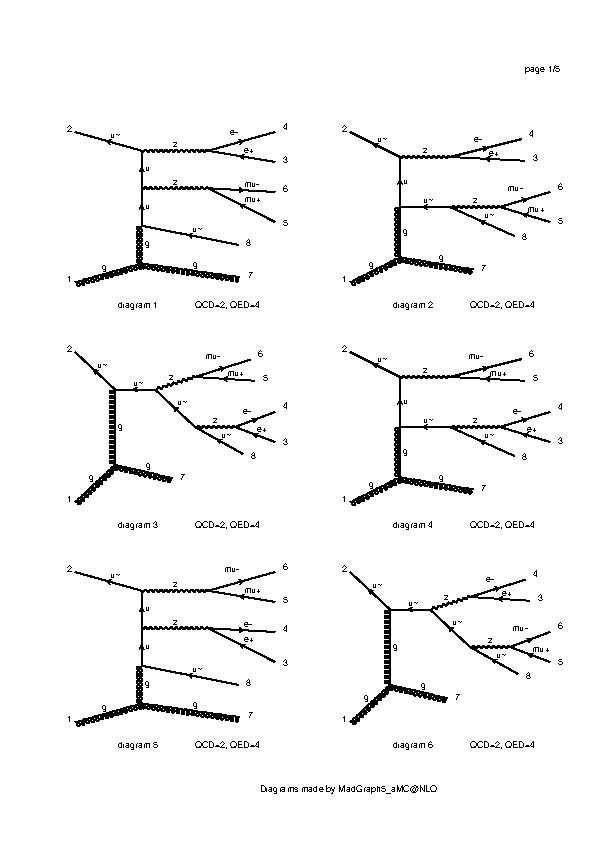 page 1/5
2 u~ z e- 4
e+ 3
u z mu- 6
mu+ 5
u
g u~ 8
1 g g 7
diagram 1 QCD=2, QED=4
2 u~ z e- 4
e+ 3
u mu- 6
u~ z mu+ 5
g u~ 8
1 g g 7
diagram 2 QCD=2, QED=4
2 u~ mu- 6
z mu+ 5
u~ u~ e- 4
g z e+ 3
u~ 8
1 g g 7
diagram 3 QCD=2, QED=4
2 u~ z mu- 6
mu+ 5
u e- 4
u~ z e+ 3
g u~ 8
1 g g 7
diagram 4 QCD=2, QED=4
2 u~ z mu- 6
mu+ 5
u z e- 4
e+ 3
u
g u~ 8
1 g g 7
diagram 5 QCD=2, QED=4
2 u~ e- 4
z e+ 3
u~ u~ mu- 6
g z mu+ 5
u~ 8
1 g g 7
diagram 6 QCD=2, QED=4
Diagrams made by MadGraph5_aMC@NLO